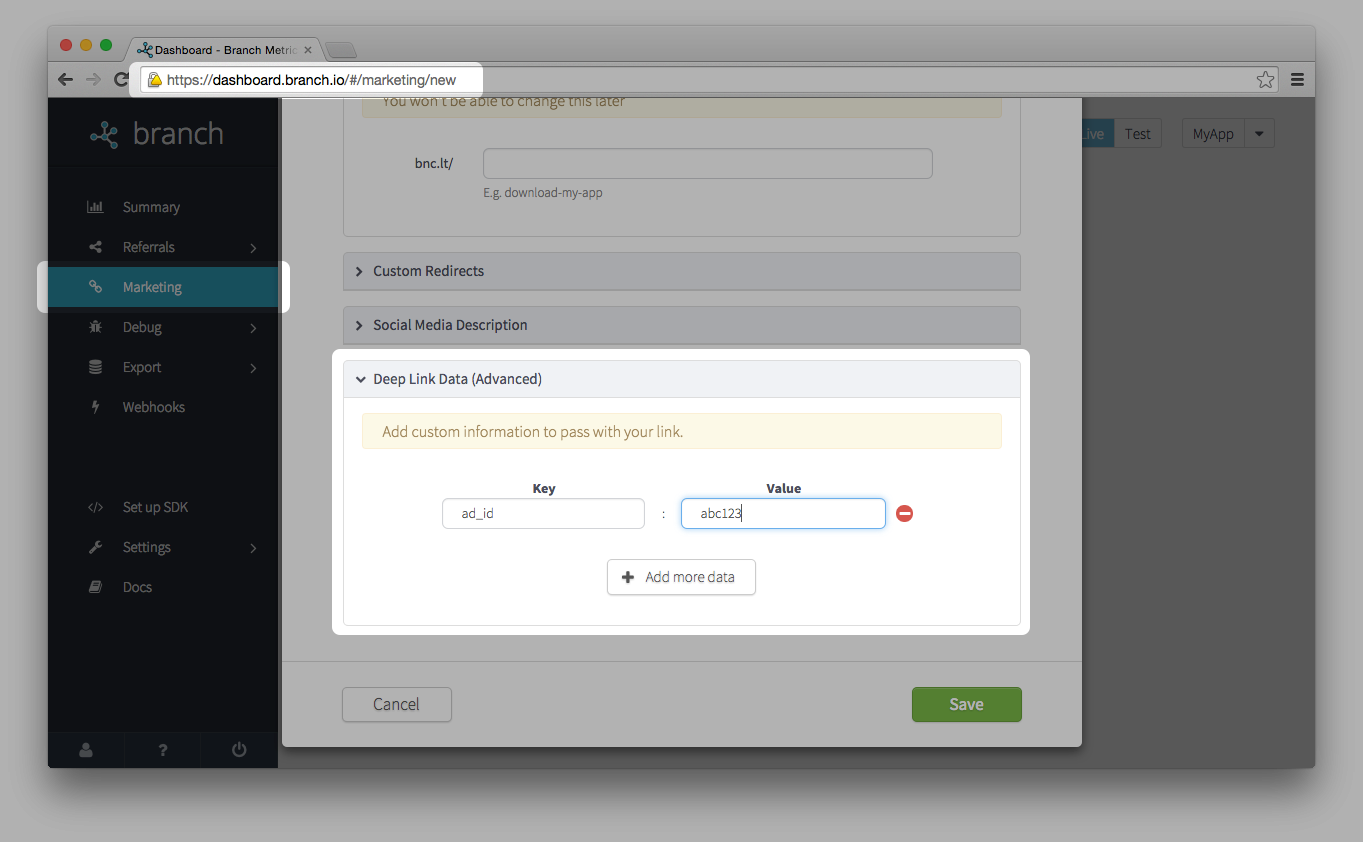 Dashboard - Branch Metric
https://dashboard.branch.io/#/marketing/new
branch
Summary
Referrals
Marketing
Debug
Export
Webhooks
Set up SDK
Settings
Docs
?
You won't be able to change this later
bnc.lt/
E.g. download-my-app
Custom Redirects
Social Media Description
Deep Link Data (Advanced)
Add custom information to pass with your link.
Key Value
ad_id : abc123
Add more data
Cancel Save
Live Test MyApp